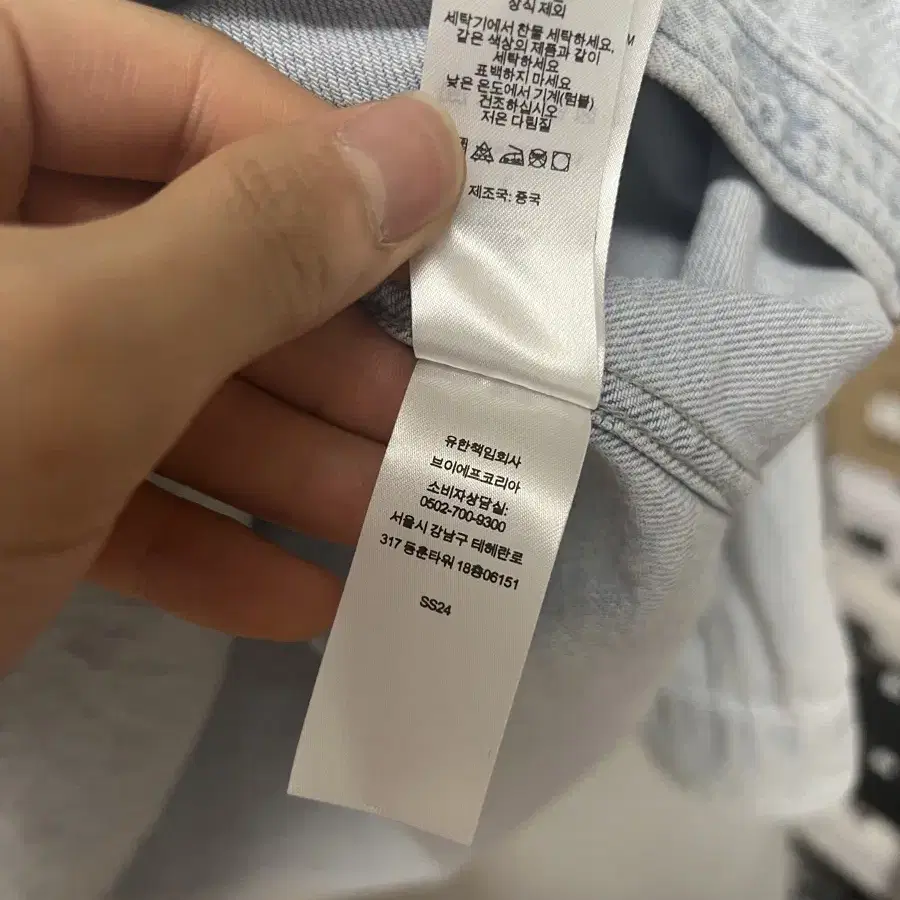 장식 제외
세탁기에서 찬물 세탁하세요,
같은 색상의 제품과 같이
세탁하세요
표백하지 마세요
낮은 온도에서 기계(텀블)
건조하십시오
저온 다림질
제조국: 중국
M
유한책임회사
브이에프코리아
소비자상담실:
0502-700-9300
서울시 강남구 테헤란로
317 동훈타워 18층06151
SS24